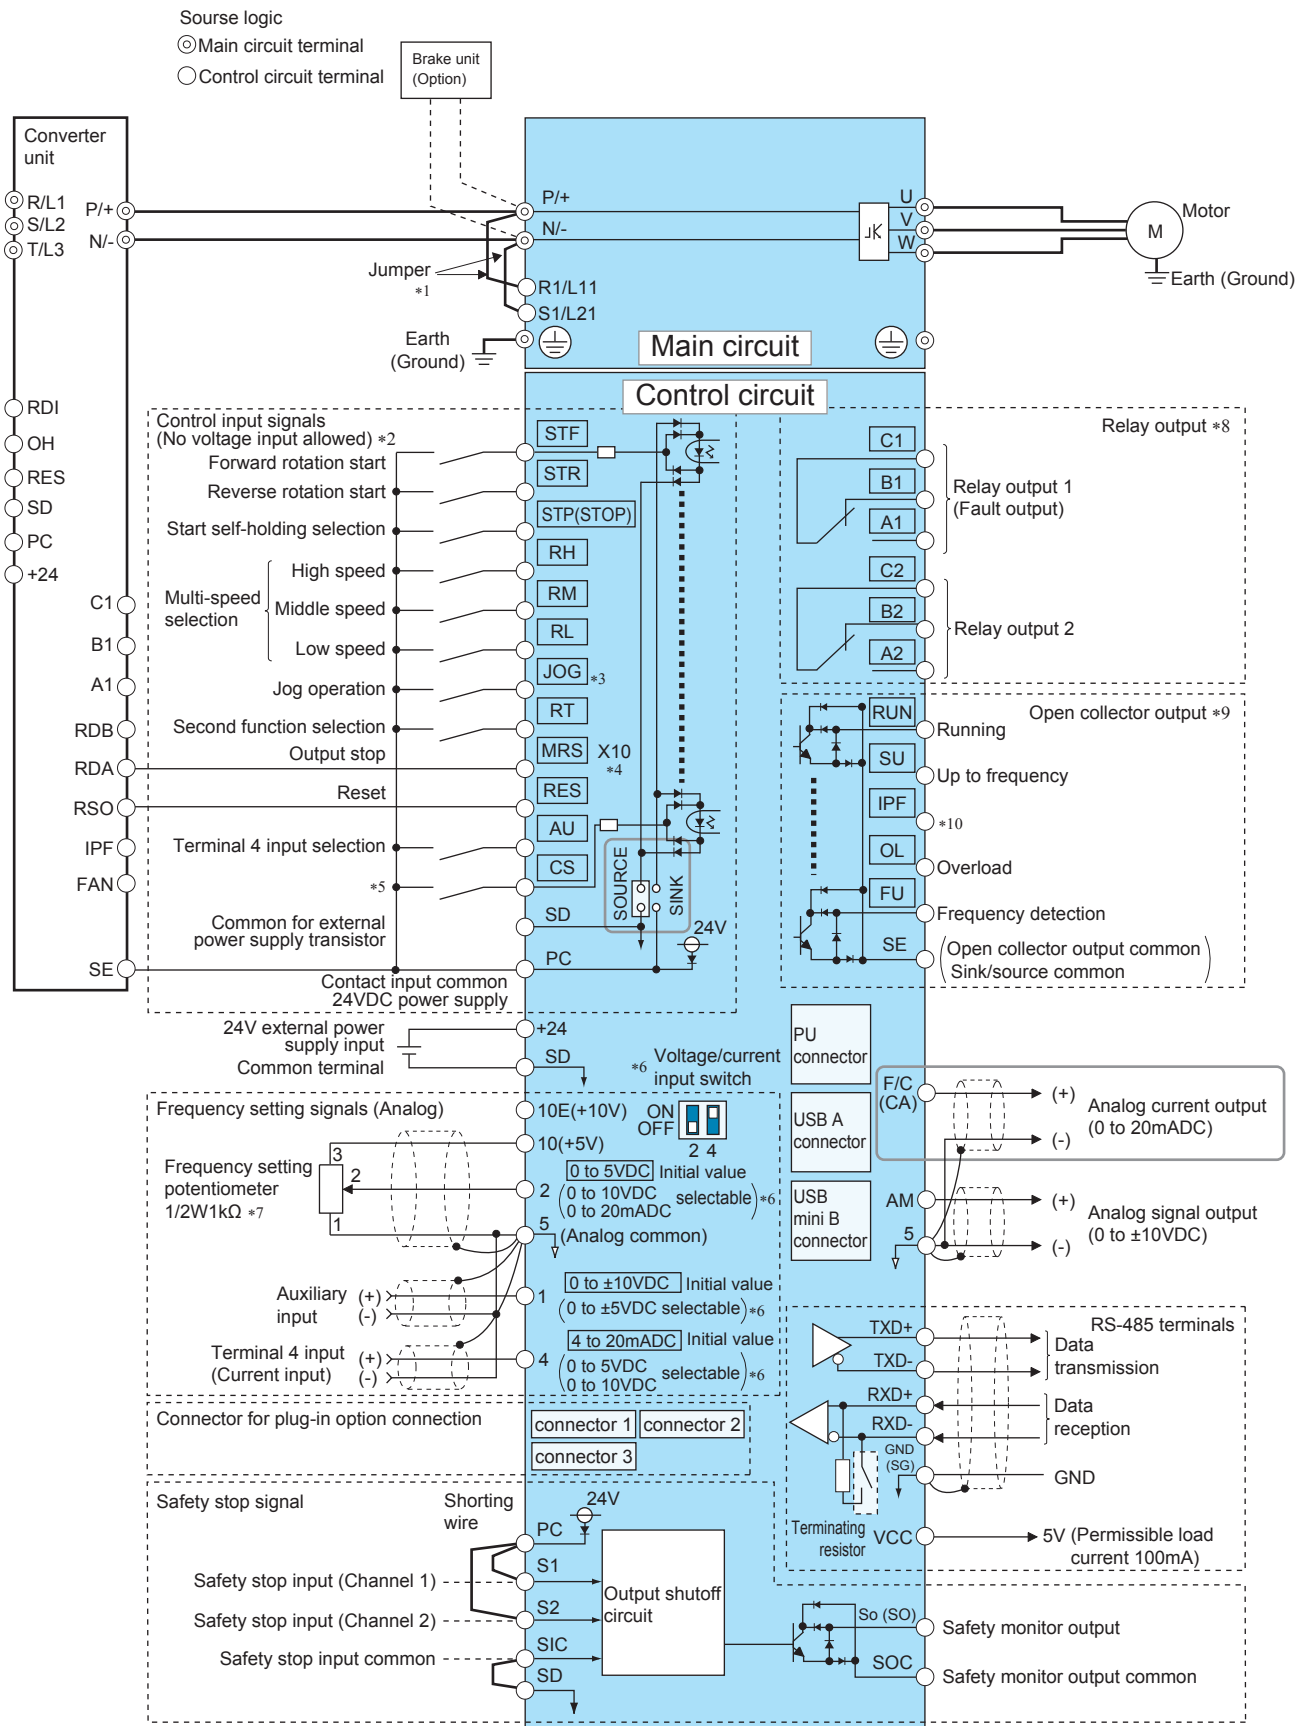 Sourse logic
Main circuit terminal
Control circuit terminal
Brake unit
(Option)
Converter
unit
R/L1
S/L2
T/L3
P/+
N/-
P/+
N/-
Jumper
*1
R1/L11
S1/L21
Earth
(Ground)
U
V
W
M
Motor
Earth (Ground)
Main circuit
Control circuit
RDI
OH
RES
SD
PC
+24
C1
B1
A1
RDB
RDA
RSO
IPF
FAN
SE
Control input signals
(No voltage input allowed) *2
Forward rotation start
Reverse rotation start
Start self-holding selection
Multi-speed
selection
High speed
Middle speed
Low speed
Jog operation
Second function selection
Output stop
Reset
Terminal 4 input selection
*5
Common for external
power supply transistor
Contact input common
24VDC power supply
STF
STR
STP(STOP)
RH
RM
RL
JOG *3
RT
MRS X10
*4
RES
AU
CS
SD
PC
SOURCE
SINK
24V
Relay output *8
C1
B1
A1
Relay output 1
(Fault output)
C2
B2
A2
Relay output 2
Open collector output *9
RUN
Running
SU
Up to frequency
IPF
*10
OL
Overload
FU
Frequency detection
SE
Open collector output common
Sink/source common
24V external power
supply input
Common terminal
+24
SD
*6 Voltage/current
input switch
PU
connector
USB A
connector
USB
mini B
connector
F/C
(CA)
(+)
(-)
Analog current output
(0 to 20mADC)
AM
5
(+)
(-)
Analog signal output
(0 to ±10VDC)
Frequency setting signals (Analog)
10E(+10V)
ON
OFF
2 4
10(+5V)
Frequency setting
potentiometer
1/2W1kΩ *7
3
2
1
2
0 to 5VDC Initial value
(0 to 10VDC
0 to 20mADC selectable) *6
5
(Analog common)
Auxiliary
input
(+)
(-)
1
0 to ±10VDC Initial value
(0 to ±5VDC selectable) *6
Terminal 4 input
(Current input)
(+)
(-)
4
4 to 20mADC Initial value
(0 to 5VDC
0 to 10VDC selectable) *6
Connector for plug-in option connection
connector 1
connector 2
connector 3
RS-485 terminals
TXD+
TXD-
Data
transmission
RXD+
RXD-
Data
reception
GND
(SG)
GND
Terminating
resistor
VCC
5V (Permissible load
current 100mA)
Safety stop signal
Shorting
wire
24V
PC
S1
S2
SIC
SD
Safety stop input (Channel 1)
Safety stop input (Channel 2)
Safety stop input common
Output shutoff
circuit
So (SO)
SOC
Safety monitor output
Safety monitor output common